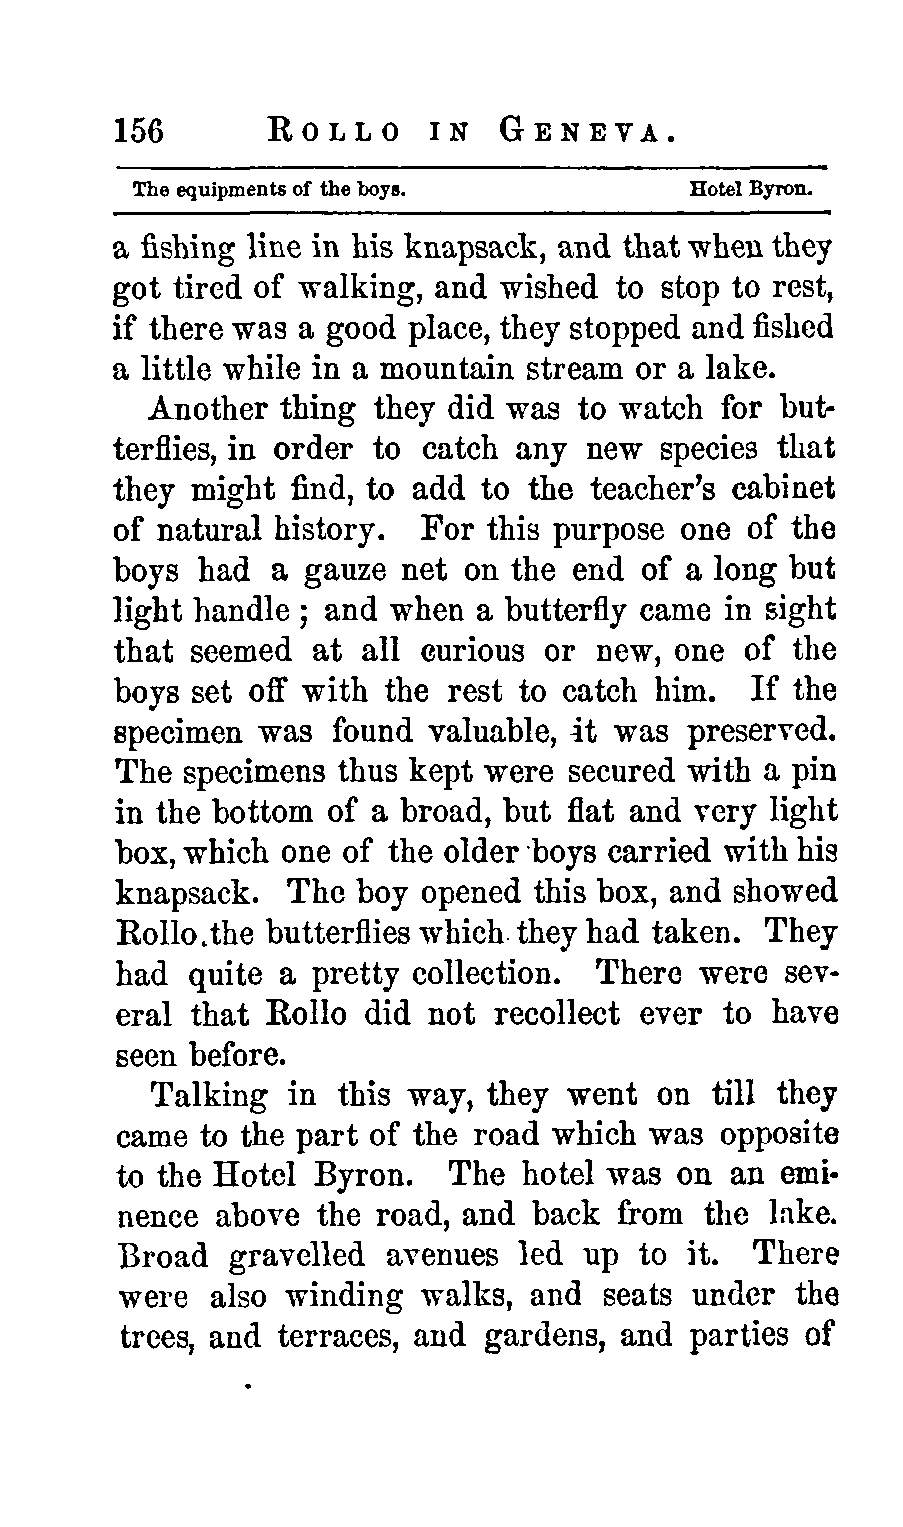 156 ROLLO IN GENEVA.
The equipments of the boys. Hotel Byron.
a fishing line in his knapsack, and that when they
got tired of walking, and wished to stop to rest,
if there was a good place, they stopped and fished
a little while in a mountain stream or a lake.
Another thing they did was to watch for but-
terflies, in order to catch any new species that
they might find, to add to the teacher's cabinet
of natural history. For this purpose one of the
boys had a gauze net on the end of a long but
light handle ; and when a butterfly came in sight
that seemed at all curious or new, one of the
boys set off with the rest to catch him. If the
specimen was found valuable, it was preserved.
The specimens thus kept were secured with a pin
in the bottom of a broad, but flat and very light
box, which one of the older boys carried with his
knapsack. The boy opened this box, and showed
Rollo the butterflies which they had taken. They
had quite a pretty collection. There were sev-
eral that Rollo did not recollect ever to have
seen before.
Talking in this way, they went on till they
came to the part of the road which was opposite
to the Hotel Byron. The hotel was on an emi-
nence above the road, and back from the lake.
Broad gravelled avenues led up to it. There
were also winding walks, and seats under the
trees, and terraces, and gardens, and parties of